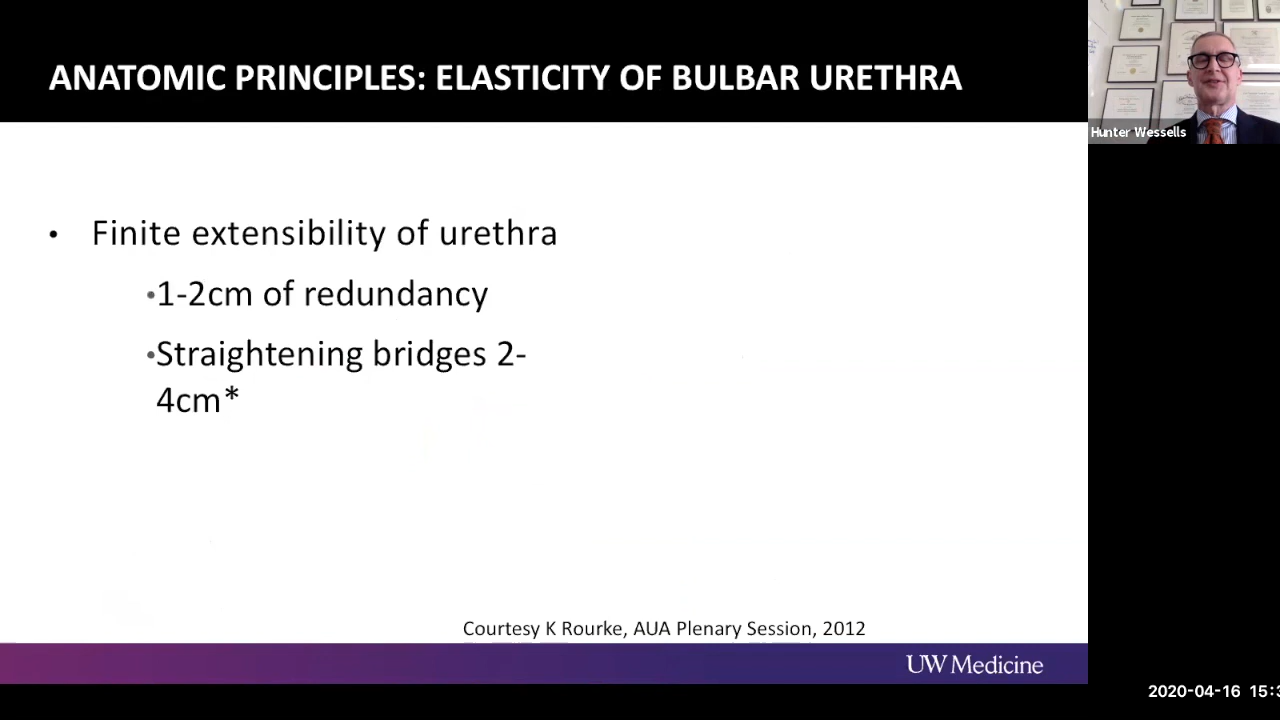 ANATOMIC PRINCIPLES: ELASTICITY OF BULBAR URETHRA
Hunter Wessells
• Finite extensibility of urethra
•1-2cm of redundancy
•Straightening bridges 2-
4cm*
Courtesy K Rourke, AUA Plenary Session, 2012
UW Medicine
2020-04-16 15:3